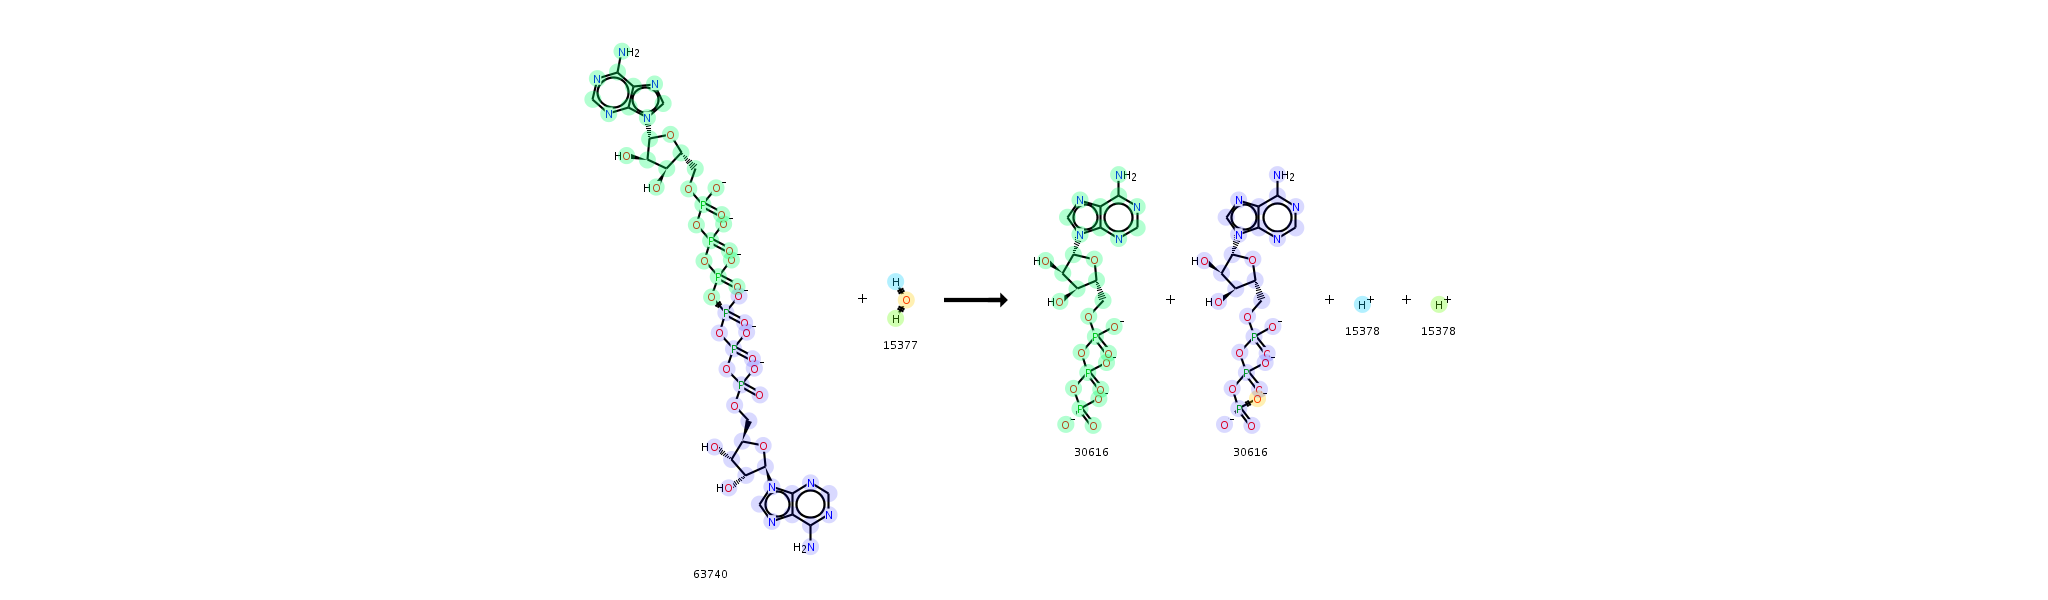 NH2
N N
N N
O
HO
HO
O O-
P
O O
O-
P
O O
O-
P
O O
O-
P
O O
O-
P
O O
O-
P
O
O
HO O
HO
N N
N N
H2N
63740
+
H
O
H
15377
NH2
N N
N N
HO O
HO
O
O-
P
O O
O-
P
O O
O-
P
O- O
30616
+
NH2
N N
N N
HO O
HO
O
O-
P
O O
O-
P
O O
O-
P
O- O
30616
+
H+
15378
+
H+
15378